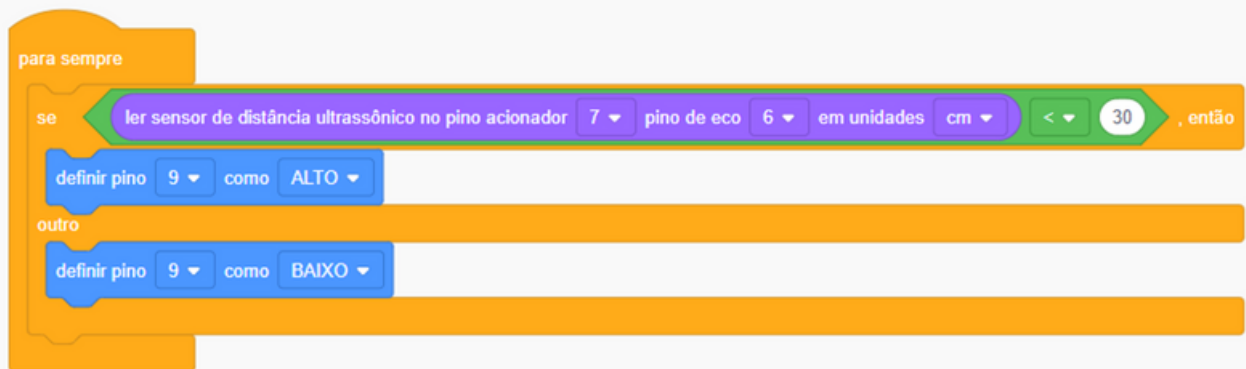 para sempre
se ler sensor de distância ultrassônico no pino acionador 7 pino de eco 6 em unidades cm < 30 , então
definir pino 9 como ALTO
outro
definir pino 9 como BAIXO